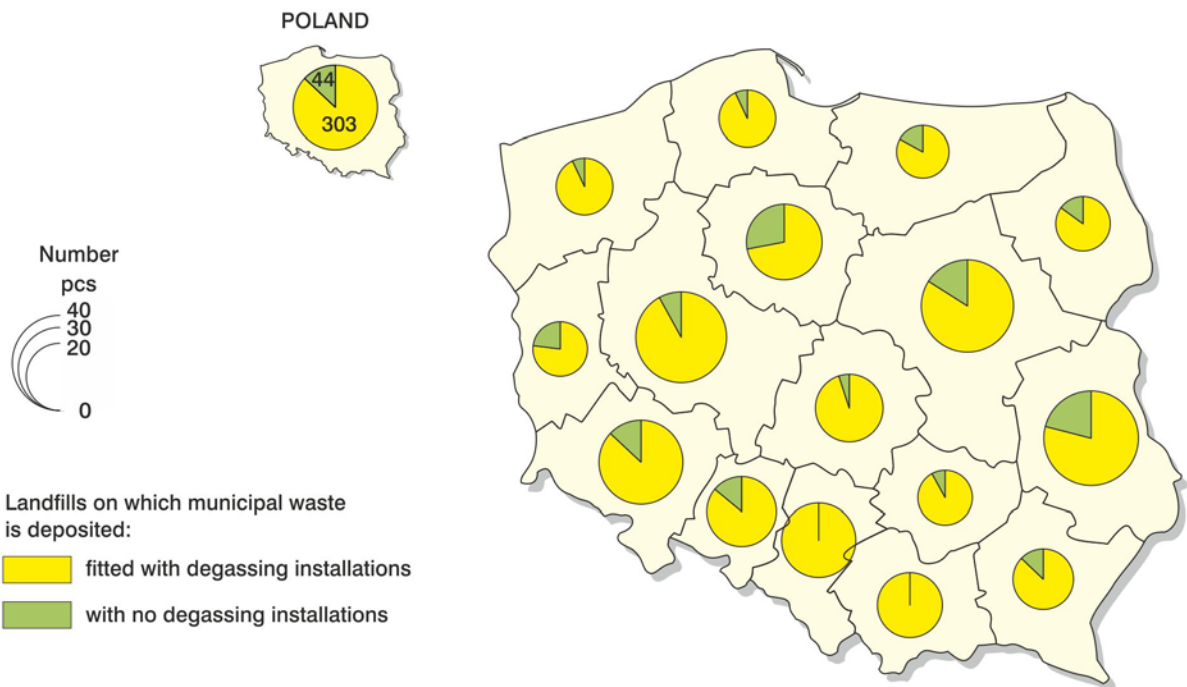 POLAND
44
303
Number
pcs
40
30
20
0
Landfills on which municipal waste
is deposited:
fitted with degassing installations
with no degassing installations